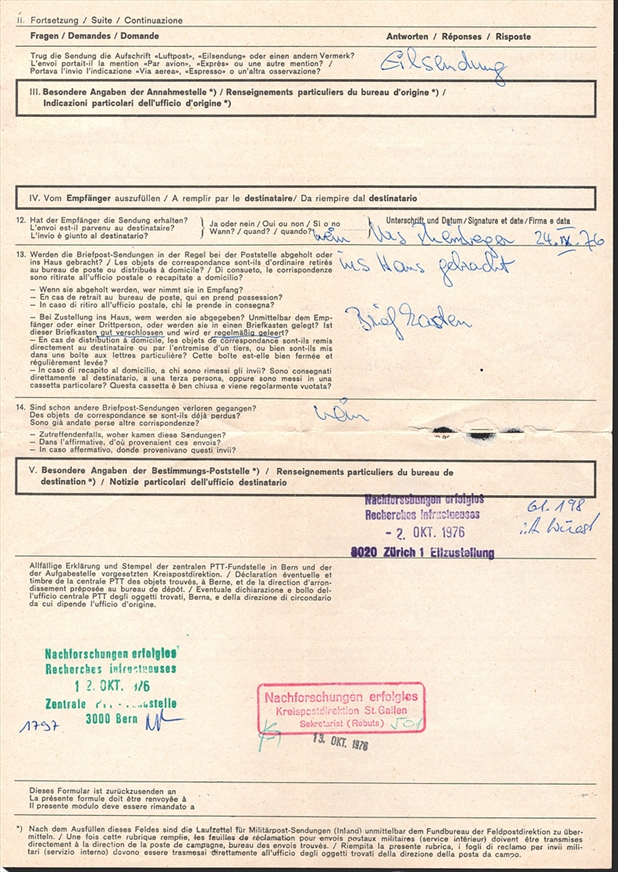 II. Fortsetzung / Suite / Continuazione
Fragen / Demandes / Domande
Antworten / Réponses / Risposte
Trug die Sendung die Aufschrift «Luftpost», «Eilsendung» oder einen andern Vermerk?
L'envoi portait-il la mention «Par avion», «Exprès» ou une autre mention? /
Portava l'invio l'indicazione «Via aerea», «Espresso» o un'altra osservazione?
Eilsendung
III. Besondere Angaben der Annahmestelle *) / Renseignements particuliers du bureau d'origine *) /
Indicazioni particolari dell'ufficio d'origine *)
IV. Vom Empfänger auszufüllen / A remplir par le destinataire / Da riempire dal destinatario
12. Hat der Empfänger die Sendung erhalten?
L'envoi est-il parvenu au destinataire?
L'invio è giunto al destinatario?
Ja oder nein / Oui ou non / Sì o no
Wann? / quand? / quando?
Unterschrift und Datum / Signature et date / Firma e data
nein
24.IX.76
13. Werden die Briefpost-Sendungen in der Regel bei der Poststelle abgeholt oder
ins Haus gebracht? / Les objets de correspondance sont-ils d'ordinaire retirés
au bureau de poste ou distribués à domicile? / Di consueto, le corrispondenze
sono ritirate all'ufficio postale o recapitate a domicilio?
ins Haus gebracht
— Wenn sie abgeholt werden, wer nimmt sie in Empfang?
— En cas de retrait au bureau de poste, qui en prend possession?
— In caso di ritiro all'ufficio postale, chi le prende in consegna?
— Bei Zustellung ins Haus, wem werden sie abgegeben? Unmittelbar dem Emp-
fänger oder einer Drittperson, oder werden sie in einen Briefkasten gelegt? Ist
dieser Briefkasten gut verschlossen und wird er regelmäßig geleert?
Briefkasten
— En cas de distribution à domicile, les objets de correspondance sont-ils remis
directement au destinataire ou par l'entremise d'un tiers, ou bien sont-ils mis
dans une boîte aux lettres particulière? Cette boîte est-elle bien fermée et
régulièrement levée?
— In caso di recapito al domicilio, a chi sono rimessi gli invii? Sono consegnati
direttamente al destinatario, a una terza persona, oppure sono messi in una
cassetta particolare? Questa cassetta è ben chiusa e viene regolarmente vuotata?
14. Sind schon andere Briefpost-Sendungen verloren gegangen?
Des objets de correspondance se sont-ils déjà perdus?
Sono già andate perse altre corrispondenze?
nein
— Zutreffendenfalls, woher kamen diese Sendungen?
— Dans l'affirmative, d'où provenaient ces envois?
— In caso affermativo, donde provenivano questi invii?
V. Besondere Angaben der Bestimmungs-Poststelle *) / Renseignements particuliers du bureau de
destination *) / Notizie particolari dell'ufficio destinatario
Nachforschungen erfolglos
Recherches infructueuses
- 2. OKT. 1976
8020 Zürich 1 Eilzustellung
Allfällige Erklärung und Stempel der zentralen PTT-Fundstelle in Bern und der
der Aufgabestelle vorgesetzten Kreispostdirektion. / Déclaration éventuelle et
timbre de la centrale PTT des objets trouvés, à Berne, et de la direction d'arron-
dissement préposée au bureau de dépôt. / Eventuale dichiarazione e bollo del-
l'ufficio centrale PTT degli oggetti trovati, Berna, e della direzione di circondario
da cui dipende l'ufficio d'origine.
Nachforschungen erfolglos
Recherches infructueuses
1 2. OKT.
Zentrale
3000 Bern
1797
Nachforschungen erfolglos
Kreispostdirektion St. Gallen
Sekretariat (Rebuts)
13. OKT. 1976
Dieses Formular ist zurückzusenden an
La présente formule doit être renvoyée à
Il presente modulo deve essere rimandato a
*) Nach dem Ausfüllen dieses Feldes sind die Laufzettel für Militärpost-Sendungen (Inland) unmittelbar dem Fundbureau der Feldpostdirektion zu über-
mitteln. / Une fois cette rubrique remplie, les feuilles de réclamation pour envois postaux militaires (service intérieur) doivent être transmises
directement à la direction de la poste de campagne, bureau des envois trouvés. / Riempita la presente rubrica, i fogli di reclamo per invii mili-
tari (servizio interno) devono essere trasmessi direttamente all'ufficio degli oggetti trovati della direzione della posta da campo.